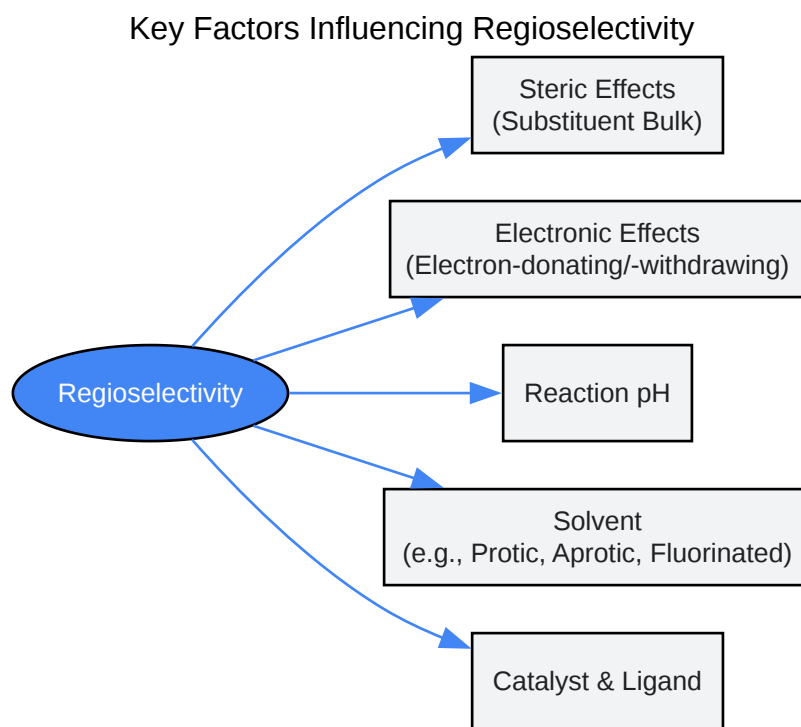 Key Factors Influencing Regioselectivity
Steric Effects
(Substituent Bulk)
Electronic Effects
(Electron-donating/-withdrawing)
Regioselectivity
Reaction pH
Solvent
(e.g., Protic, Aprotic, Fluorinated)
Catalyst & Ligand